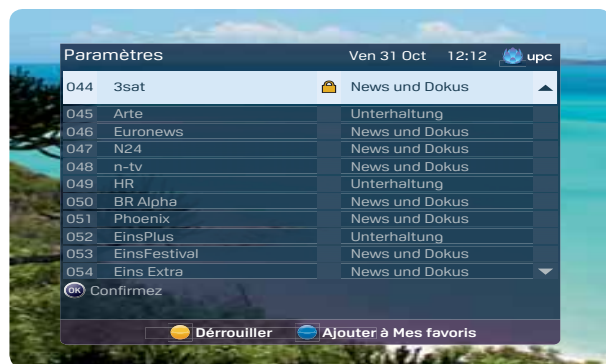 Paramètres Ven 31 Oct 12:12 upc
044 3sat News und Dokus
045 Arte Unterhaltung
046 Euronews News und Dokus
047 N24 News und Dokus
048 n-tv News und Dokus
049 HR Unterhaltung
050 BR Alpha News und Dokus
051 Phoenix News und Dokus
052 EinsPlus Unterhaltung
053 EinsFestival News und Dokus
054 Eins Extra News und Dokus
OK Confirmez
Dérrouiller Ajouter à Mes favoris